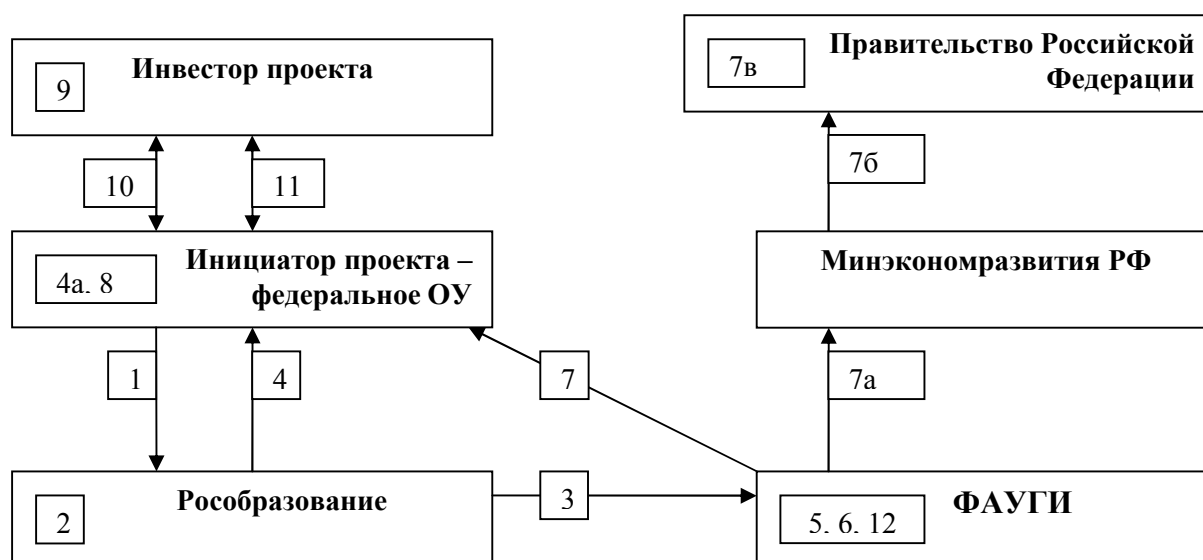 Инвестор проекта
9
Правительство Российской
Федерации
7в
10
11
7б
Инициатор проекта –
федеральное ОУ
4а, 8
Минэкономразвития РФ
1
4
7
7а
Рособразование
2
3
ФАУГИ
5, 6, 12